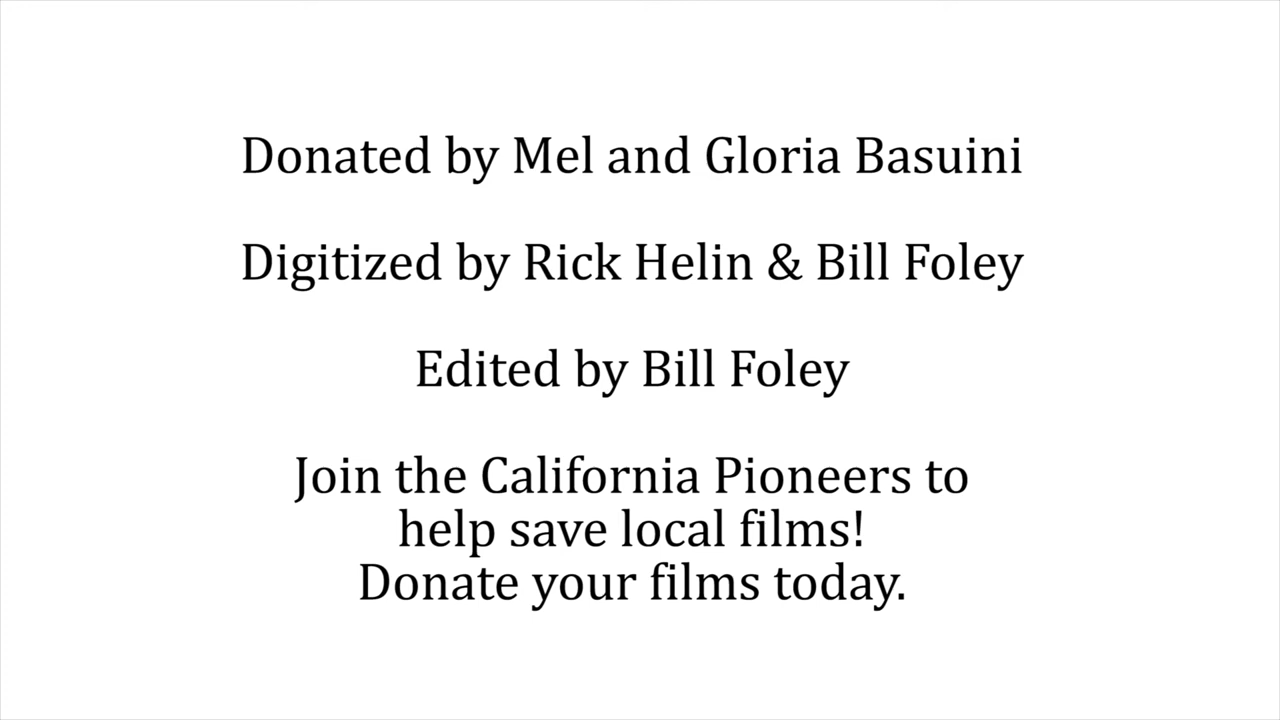 Donated by Mel and Gloria Basuini
Digitized by Rick Helin & Bill Foley
Edited by Bill Foley
Join the California Pioneers to
help save local films!
Donate your films today.